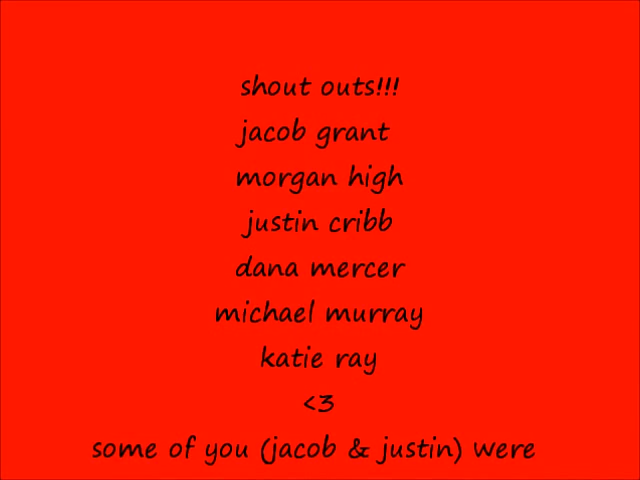 shout outs!!!
jacob grant
morgan high
justin cribb
dana mercer
michael murray
katie ray
<3
some of you (jacob & justin) were